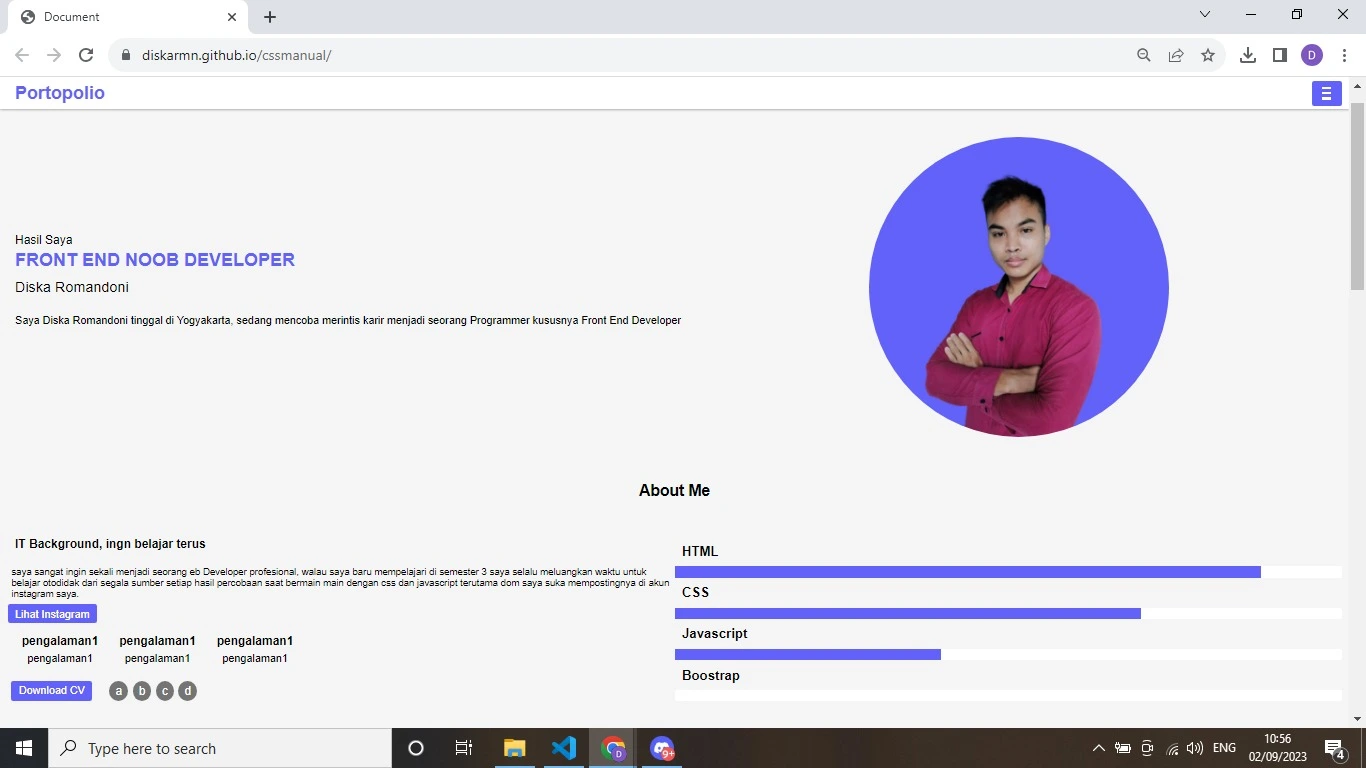 Document
diskarmn.github.io/cssmanual/
D
Portopolio
Hasil Saya
FRONT END NOOB DEVELOPER
Diska Romandoni
Saya Diska Romandoni tinggal di Yogyakarta, sedang mencoba merintis karir menjadi seorang Programmer kususnya Front End Developer
About Me
IT Background, ingn belajar terus
saya sangat ingin sekali menjadi seorang eb Developer profesional, walau saya baru mempelajari di semester 3 saya selalu meluangkan waktu untuk
belajar otodidak dari segala sumber setiap hasil percobaan saat bermain main dengan css dan javascript terutama dom saya suka mempostingnya di akun
instagram saya.
Lihat Instagram
pengalaman1 pengalaman1 pengalaman1
pengalaman1 pengalaman1 pengalaman1
Download CV a b c d
HTML
CSS
Javascript
Boostrap
Type here to search
D
9+
ENG
10:56
02/09/2023
4